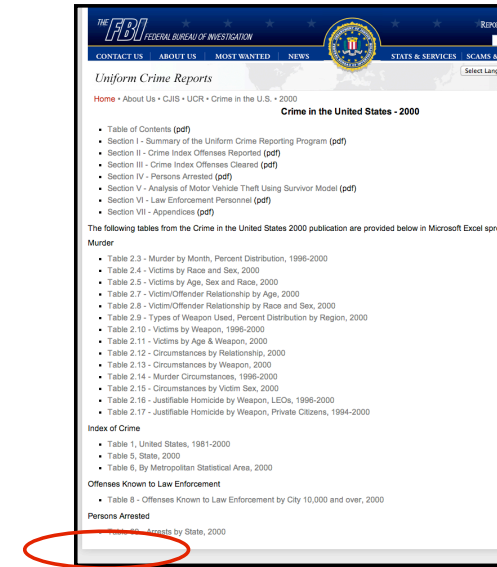 THE FBI FEDERAL BUREAU OF INVESTIGATION
CONTACT US | ABOUT US | MOST WANTED | NEWS STATS & SERVICES | SCAMS &
Uniform Crime Reports Select Lang
Home • About Us • CJIS • UCR • Crime in the U.S. • 2000
Crime in the United States - 2000
▪ Table of Contents (pdf)
▪ Section I - Summary of the Uniform Crime Reporting Program (pdf)
▪ Section II - Crime Index Offenses Reported (pdf)
▪ Section III - Crime Index Offenses Cleared (pdf)
▪ Section IV - Persons Arrested (pdf)
▪ Section V - Analysis of Motor Vehicle Theft Using Survivor Model (pdf)
▪ Section VI - Law Enforcement Personnel (pdf)
▪ Section VII - Appendices (pdf)
The following tables from the Crime in the United States 2000 publication are provided below in Microsoft Excel spre
Murder
▪ Table 2.3 - Murder by Month, Percent Distribution, 1996-2000
▪ Table 2.4 - Victims by Race and Sex, 2000
▪ Table 2.5 - Victims by Age, Sex and Race, 2000
▪ Table 2.7 - Victim/Offender Relationship by Age, 2000
▪ Table 2.8 - Victim/Offender Relationship by Race and Sex, 2000
▪ Table 2.9 - Types of Weapon Used, Percent Distribution by Region, 2000
▪ Table 2.10 - Victims by Weapon, 1996-2000
▪ Table 2.11 - Victims by Age & Weapon, 2000
▪ Table 2.12 - Circumstances by Relationship, 2000
▪ Table 2.13 - Circumstances by Weapon, 2000
▪ Table 2.14 - Murder Circumstances, 1996-2000
▪ Table 2.15 - Circumstances by Victim Sex, 2000
▪ Table 2.16 - Justifiable Homicide by Weapon, LEOs, 1996-2000
▪ Table 2.17 - Justifiable Homicide by Weapon, Private Citizens, 1994-2000
Index of Crime
▪ Table 1, United States, 1981-2000
▪ Table 5, State, 2000
▪ Table 6, By Metropolitan Statistical Area, 2000
Offenses Known to Law Enforcement
▪ Table 8 - Offenses Known to Law Enforcement by City 10,000 and over, 2000
Persons Arrested
▪ Table - Arrests by State, 2000